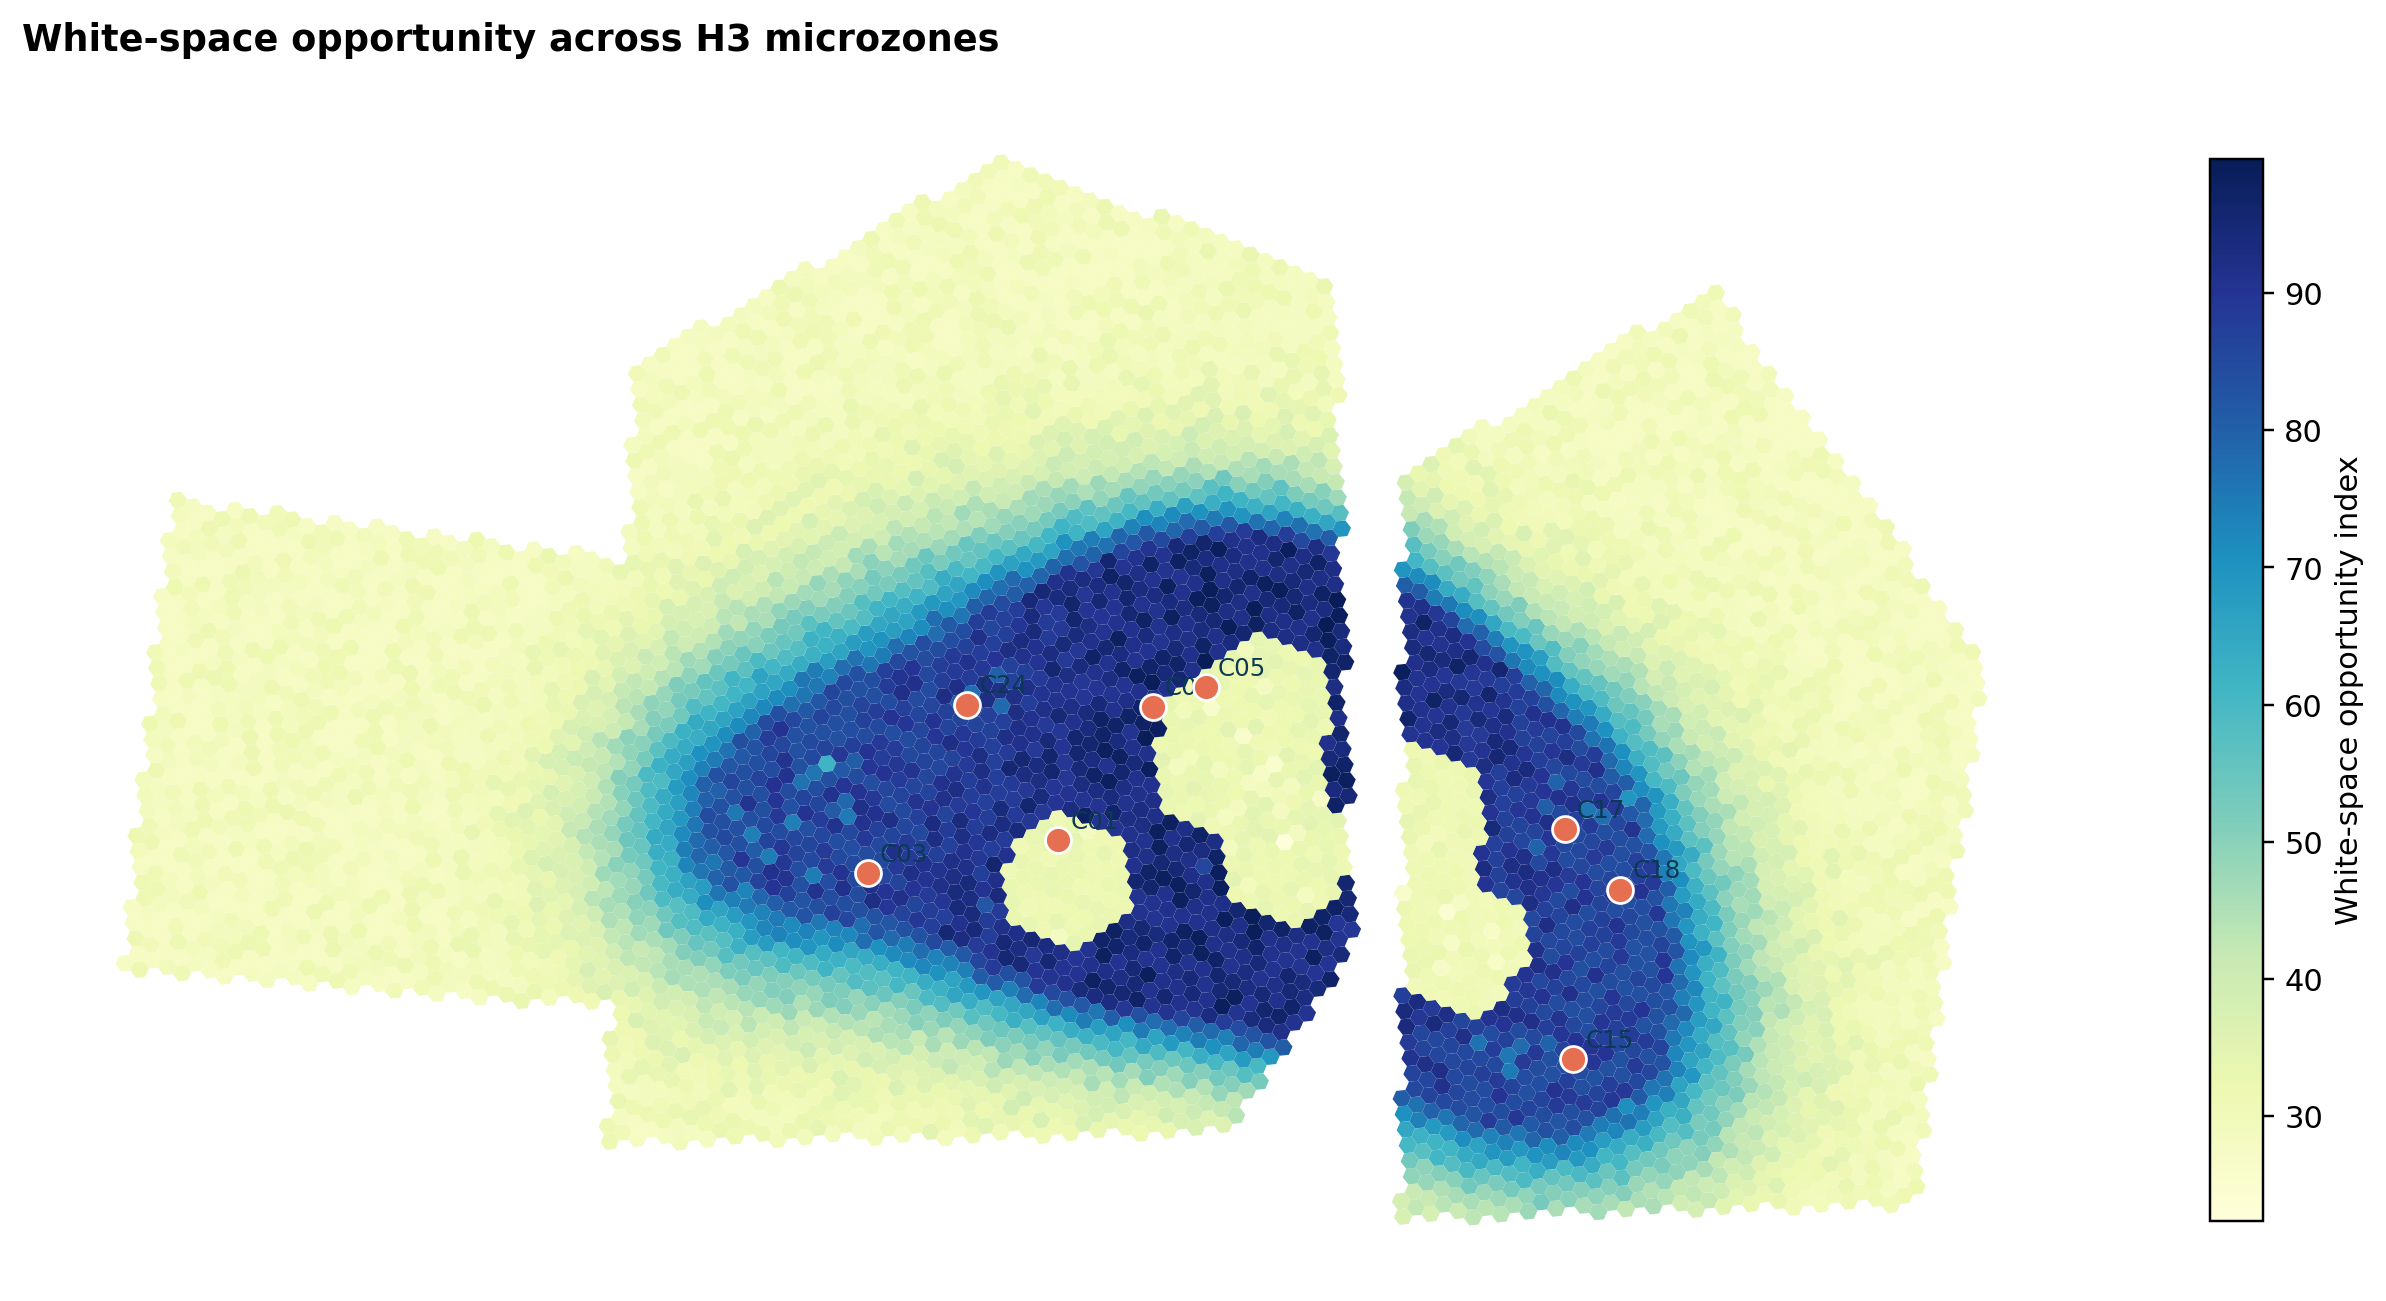 White-space opportunity across H3 microzones
C05
C24
C01
C03
C17
C18
C15
90
80
70
60
50
40
30
White-space opportunity index